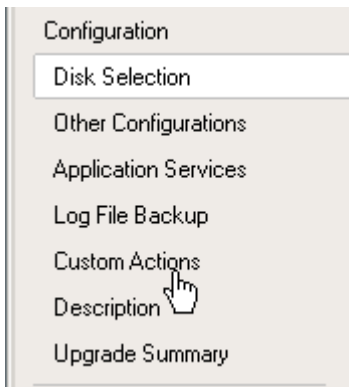 Configuration
Disk Selection
Other Configurations
Application Services
Log File Backup
Custom Actions
Description
Upgrade Summary